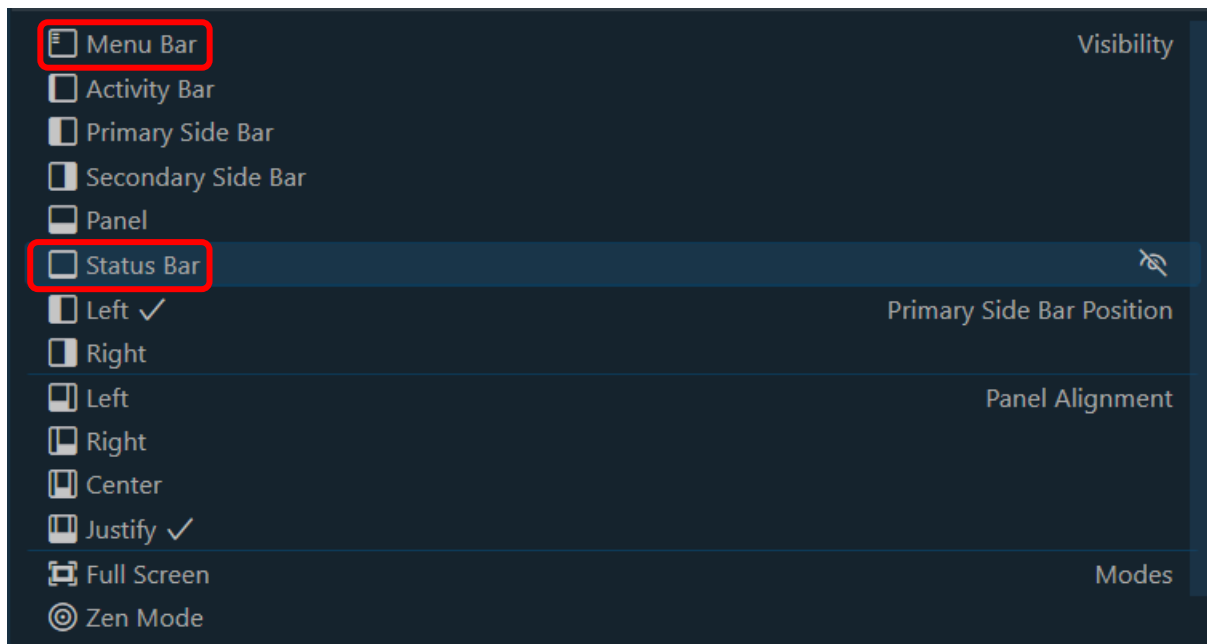 Menu Bar Visibility
Activity Bar
Primary Side Bar
Secondary Side Bar
Panel
Status Bar
Left ✓ Primary Side Bar Position
Right
Left Panel Alignment
Right
Center
Justify ✓
Full Screen Modes
Zen Mode